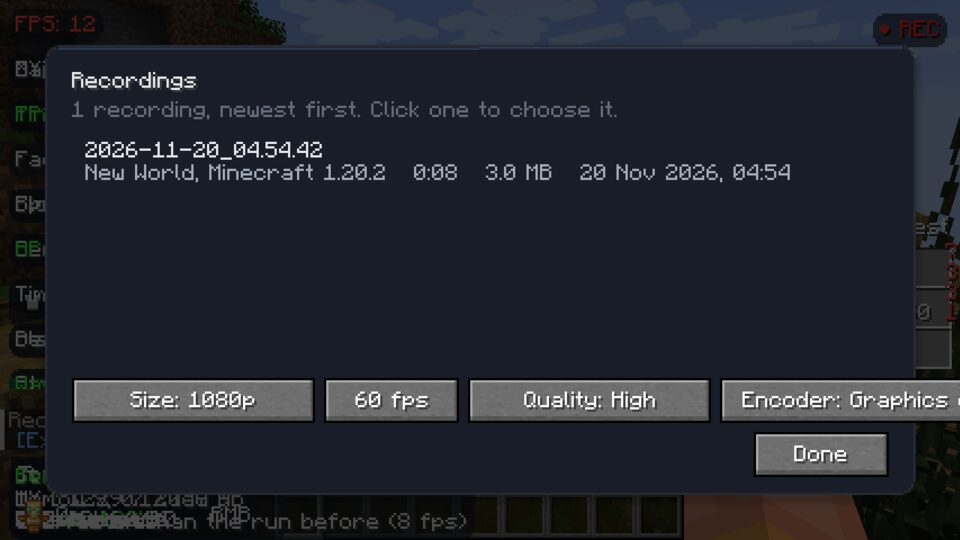 FPS: 12
REC
Recordings
1 recording, newest first. Click one to choose it.
2026-11-20_04.54.42
New World, Minecraft 1.20.2 0:08 3.0 MB 20 Nov 2026, 04:54
Size: 1080p
60 fps
Quality: High
Encoder: Graphics
Done
the run before (8 fps)